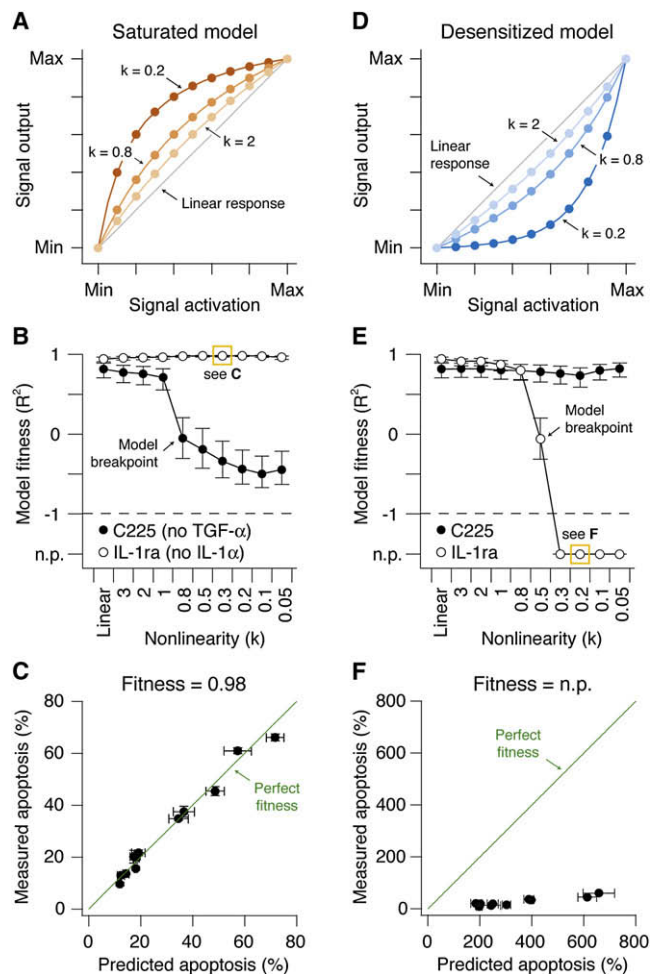 A
Saturated model
Max
k = 0.2
k = 2
k = 0.8
Linear response
Min
Signal output
Min
Max
Signal activation
D
Desensitized model
Max
k = 2
Linear
response
k = 0.8
k = 0.2
Min
Signal output
Min
Max
Signal activation
B
1
see C
0
Model
breakpoint
-1
C225 (no TGF-α)
IL-1ra (no IL-1α)
n.p.
Model fitness (R²)
Linear
3
2
1
0.8
0.5
0.3
0.2
0.1
0.05
Nonlinearity (k)
E
1
0
Model
breakpoint
-1
C225
see F
IL-1ra
n.p.
Model fitness (R²)
Linear
3
2
1
0.8
0.5
0.3
0.2
0.1
0.05
Nonlinearity (k)
C
Fitness = 0.98
80
60
40
20
0
Perfect
fitness
Measured apoptosis (%)
0
20
40
60
80
Predicted apoptosis (%)
F
Fitness = n.p.
800
600
400
200
0
Perfect
fitness
Measured apoptosis (%)
0
200
400
600
800
Predicted apoptosis (%)